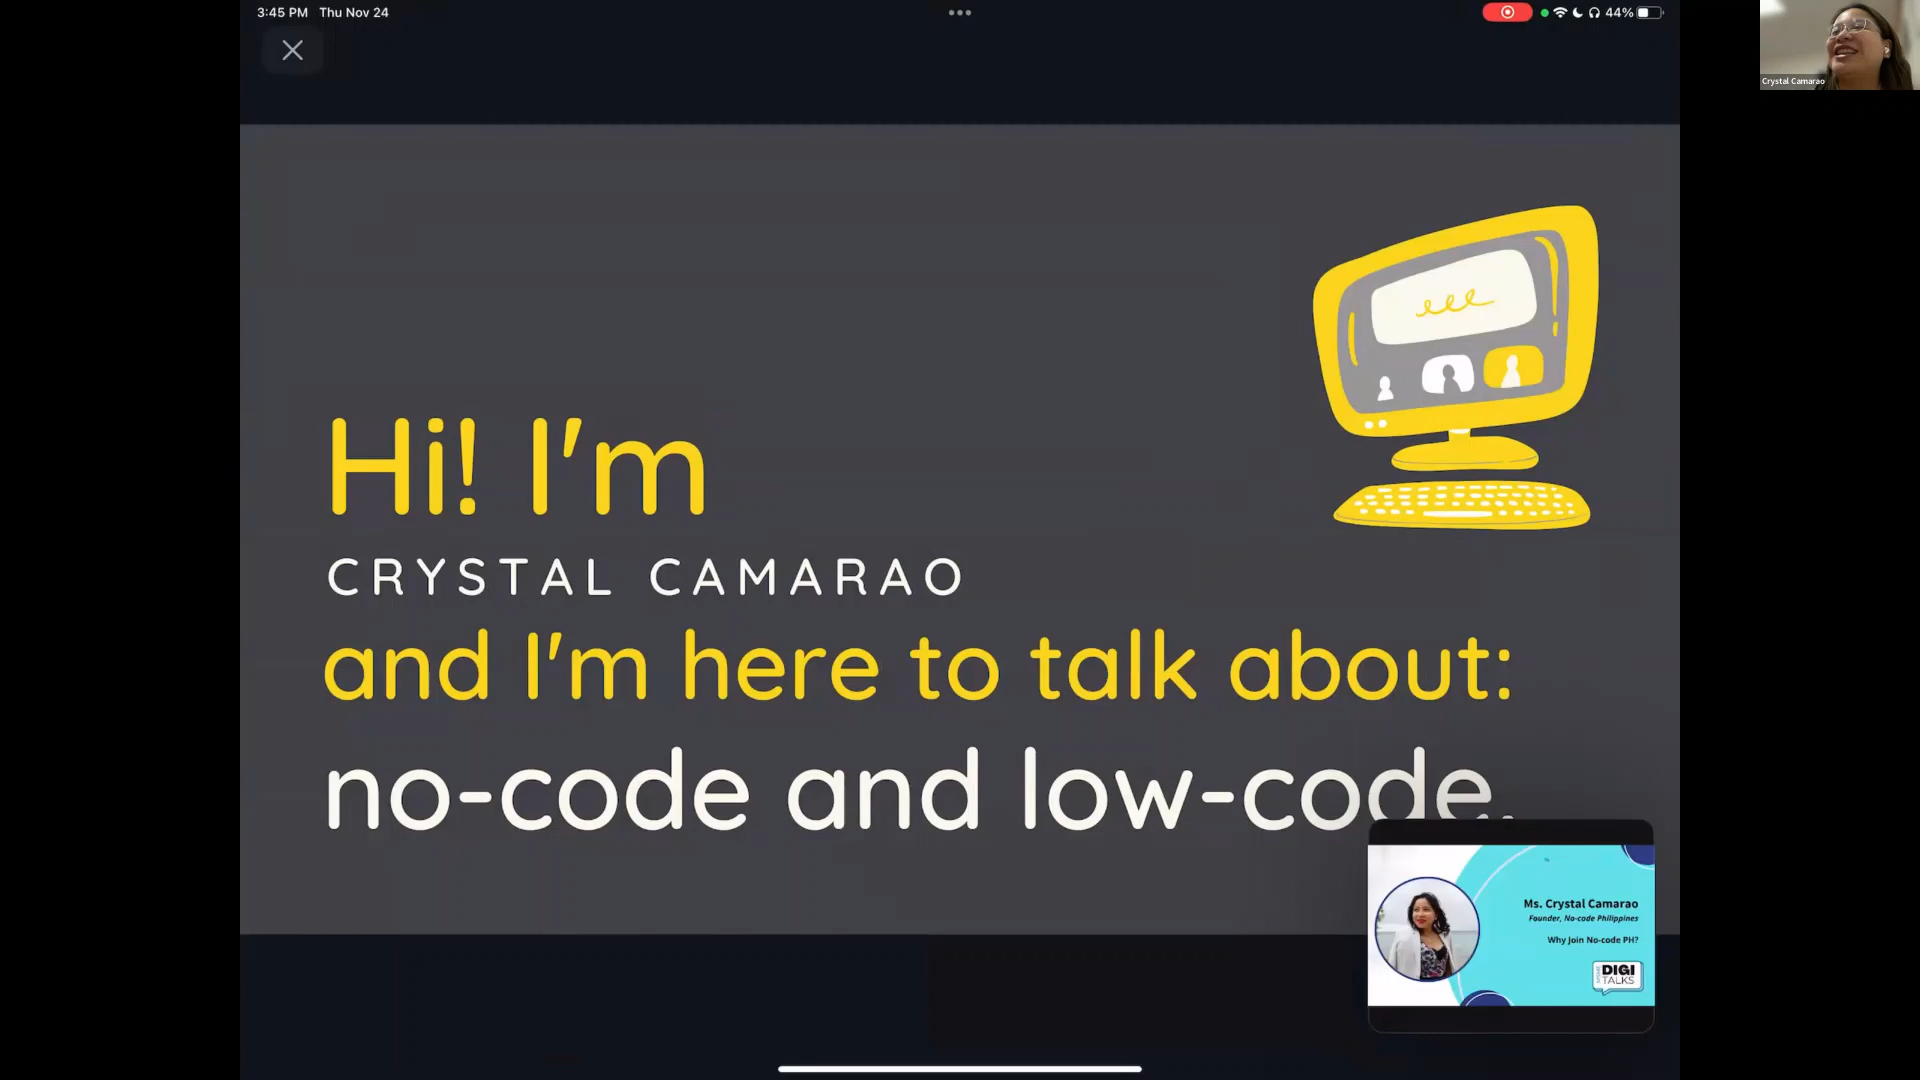 3:45 PM Thu Nov 24
44%
Crystal Camarao
Hi! I'm
CRYSTAL CAMARAO
and I'm here to talk about:
no-code and low-code.
Ms. Crystal Camarao
Founder, No-code Philippines
Why Join No-code PH?
DIGI
TALKS